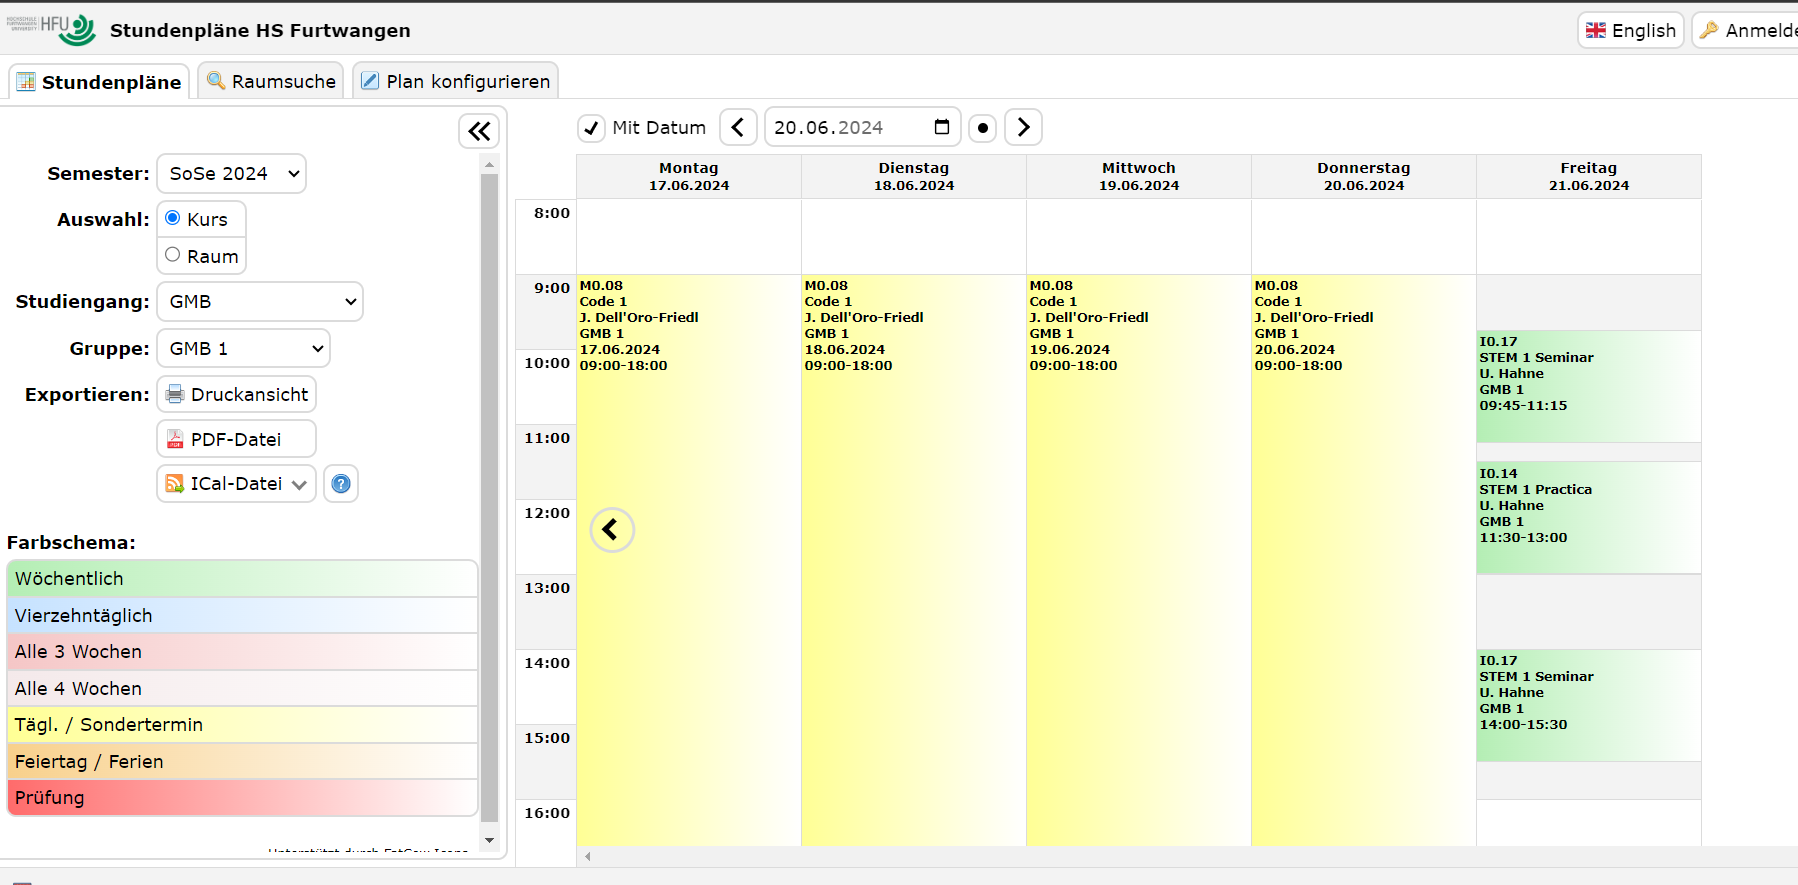 HOCHSCHULE
FURTWANGEN
UNIVERSITY
HFU
Stundenpläne HS Furtwangen
English
Anmelde
Stundenpläne
Raumsuche
Plan konfigurieren
Mit Datum
20.06.2024
Semester:
SoSe 2024
Auswahl:
Kurs
Raum
Studiengang:
GMB
Gruppe:
GMB 1
Exportieren:
Druckansicht
PDF-Datei
ICal-Datei
?
Farbschema:
Wöchentlich
Vierzehntäglich
Alle 3 Wochen
Alle 4 Wochen
Tägl. / Sondertermin
Feiertag / Ferien
Prüfung
Montag
17.06.2024
Dienstag
18.06.2024
Mittwoch
19.06.2024
Donnerstag
20.06.2024
Freitag
21.06.2024
8:00
9:00
10:00
11:00
12:00
13:00
14:00
15:00
16:00
M0.08
Code 1
J. Dell'Oro-Friedl
GMB 1
17.06.2024
09:00-18:00
M0.08
Code 1
J. Dell'Oro-Friedl
GMB 1
18.06.2024
09:00-18:00
M0.08
Code 1
J. Dell'Oro-Friedl
GMB 1
19.06.2024
09:00-18:00
M0.08
Code 1
J. Dell'Oro-Friedl
GMB 1
20.06.2024
09:00-18:00
I0.17
STEM 1 Seminar
U. Hahne
GMB 1
09:45-11:15
I0.14
STEM 1 Practica
U. Hahne
GMB 1
11:30-13:00
I0.17
STEM 1 Seminar
U. Hahne
GMB 1
14:00-15:30